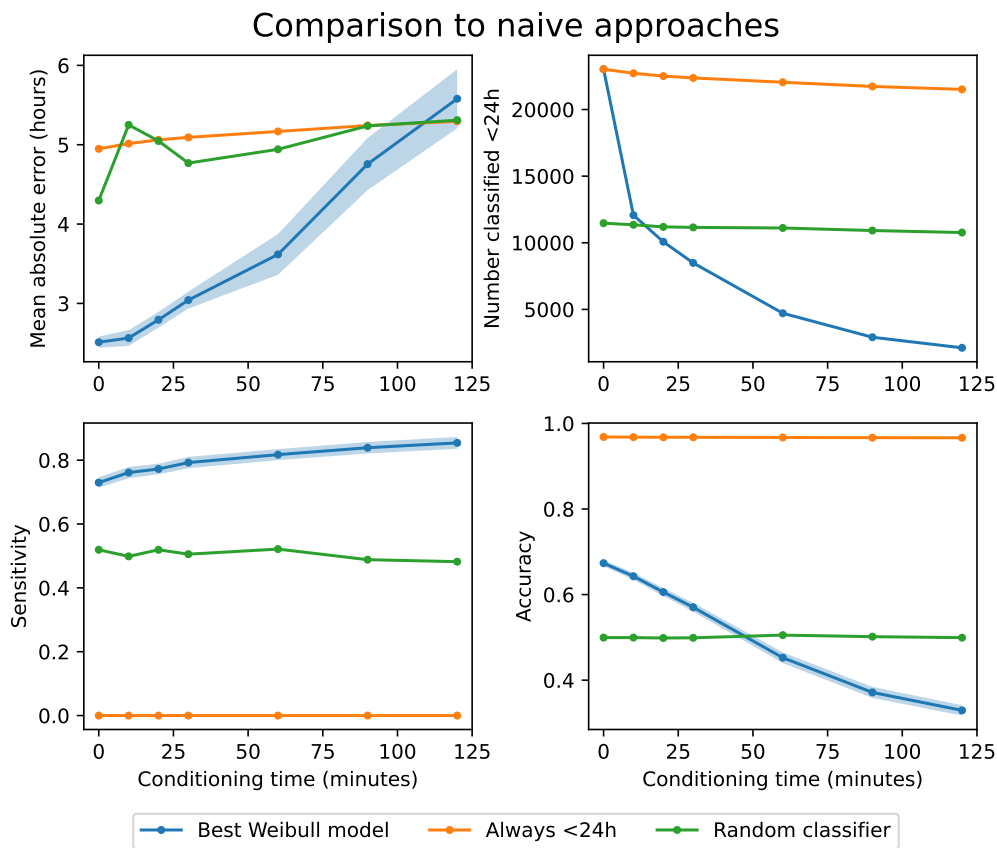 Comparison to naive approaches
Mean absolute error (hours)
6
5
4
3
0 25 50 75 100 125
Number classified <24h
20000
15000
10000
5000
0 25 50 75 100 125
Sensitivity
0.8
0.6
0.4
0.2
0.0
0 25 50 75 100 125
Conditioning time (minutes)
Accuracy
1.0
0.8
0.6
0.4
0 25 50 75 100 125
Conditioning time (minutes)
Best Weibull model Always <24h Random classifier